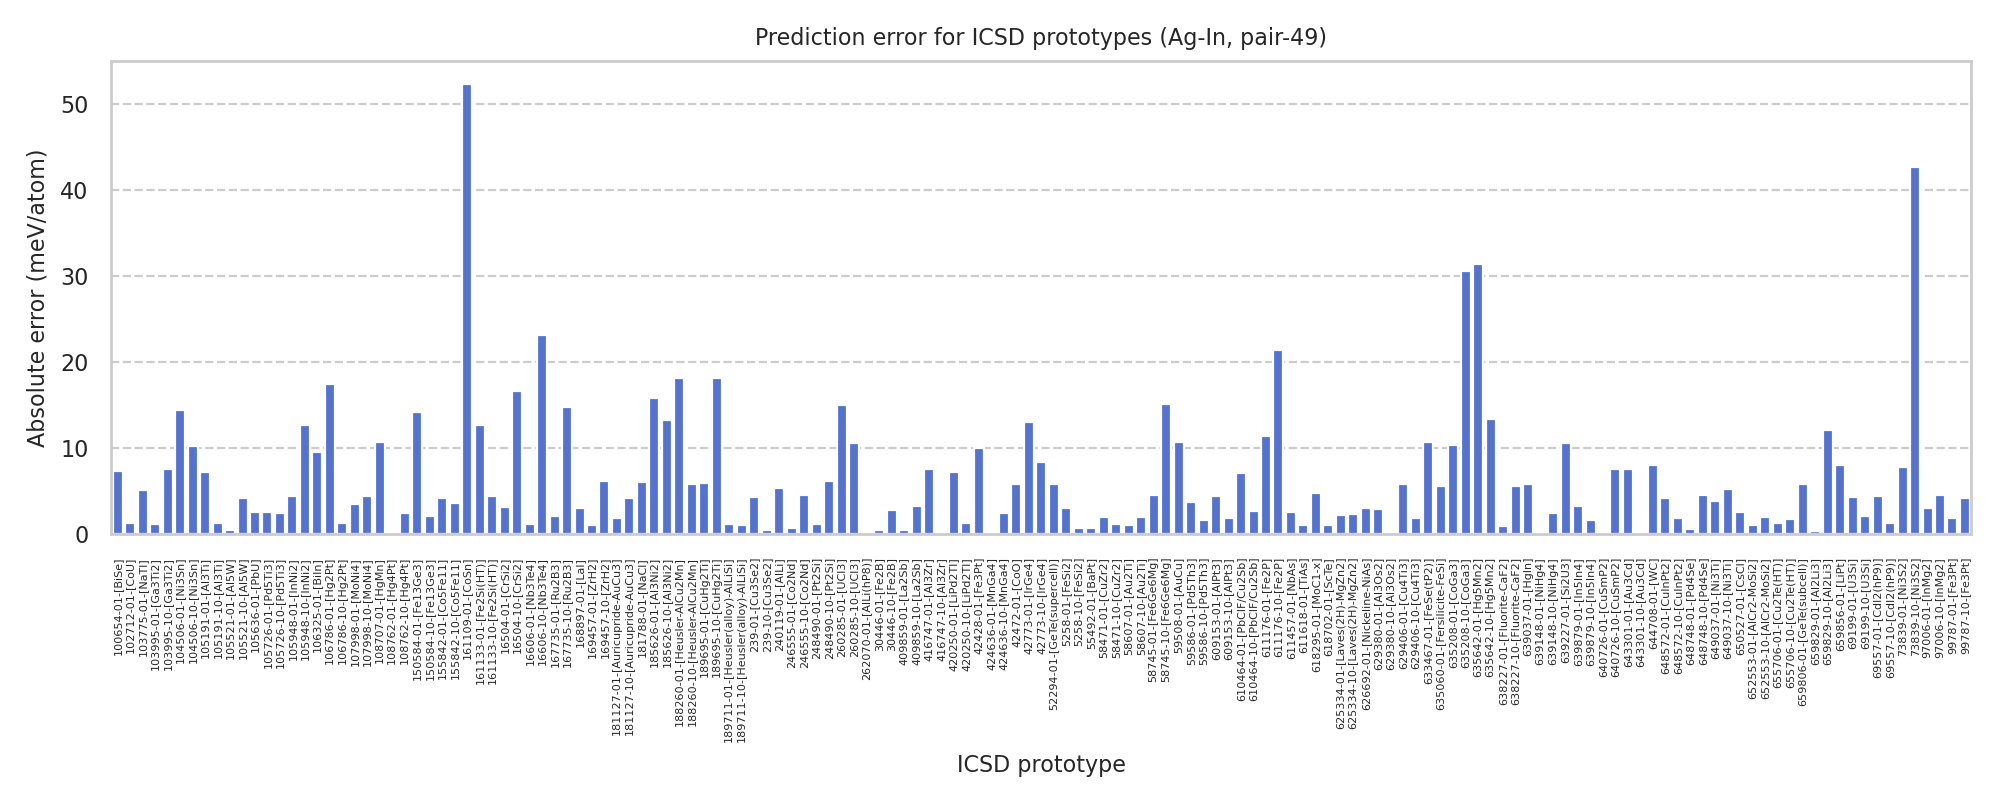 Prediction error for ICSD prototypes (Ag-In, pair-49)
Absolute error (meV/atom)
50
40
30
20
10
0
100654-01-[BiSe]
102712-01-[CoU]
103775-01-[NaTl]
103995-01-[Ga3Ti2]
103995-10-[Ga3Ti2]
104506-01-[Ni3Sn]
104506-10-[Ni3Sn]
105191-01-[Al3Ti]
105191-10-[Al3Ti]
105521-01-[Al5W]
105521-10-[Al5W]
105636-01-[PbU]
105726-01-[Pd5Ti3]
105726-10-[Pd5Ti3]
105948-01-[InNi2]
105948-10-[InNi2]
106325-01-[BiIn]
106786-01-[Hg2Pt]
106786-10-[Hg2Pt]
107998-01-[MoNi4]
107998-10-[MoNi4]
108707-01-[HgMn]
108762-01-[Hg4Pt]
108762-10-[Hg4Pt]
150584-01-[Fe13Ge3]
150584-10-[Fe13Ge3]
155842-01-[Co5Fe11]
155842-10-[Co5Fe11]
161109-01-[CoSn]
161133-01-[Fe2Si(HT)]
161133-10-[Fe2Si(HT)]
16504-01-[CrSi2]
16504-10-[CrSi2]
16606-01-[Nb3Te4]
16606-10-[Nb3Te4]
167735-01-[Ru2B3]
167735-10-[Ru2B3]
168897-01-[LaI]
169457-01-[ZrH2]
169457-10-[ZrH2]
181127-01-[Auricupride-AuCu3]
181127-10-[Auricupride-AuCu3]
181788-01-[NaCl]
185626-01-[Al3Ni2]
185626-10-[Al3Ni2]
188260-01-[Heusler-AlCu2Mn]
188260-10-[Heusler-AlCu2Mn]
189695-01-[CuHg2Ti]
189695-10-[CuHg2Ti]
189711-01-[Heusler(alloy)-AlLiSi]
189711-10-[Heusler(alloy)-AlLiSi]
239-01-[Cu3Se2]
239-10-[Cu3Se2]
240119-01-[AlLi]
246555-01-[Co2Nd]
246555-10-[Co2Nd]
248490-01-[Pt2Si]
248490-10-[Pt2Si]
260285-01-[UCl3]
260285-10-[UCl3]
262070-01-[AlLi(hP8)]
30446-01-[Fe2B]
30446-10-[Fe2B]
409859-01-[La2Sb]
409859-10-[La2Sb]
416747-01-[Al3Zr]
416747-10-[Al3Zr]
420250-01-[LiPd2Tl]
420250-10-[LiPd2Tl]
42428-01-[Fe3Pt]
424636-01-[MnGa4]
424636-10-[MnGa4]
42472-01-[CoO]
42773-01-[IrGe4]
42773-10-[IrGe4]
52294-01-[GeTe(supercell)]
5258-01-[FeSi2]
5258-10-[FeSi2]
55492-01-[BaPt]
58471-01-[CuZr2]
58471-10-[CuZr2]
58607-01-[Au2Ti]
58607-10-[Au2Ti]
58745-01-[Fe6Ge6Mg]
58745-10-[Fe6Ge6Mg]
59508-01-[AuCu]
59586-01-[Pd5Th3]
59586-10-[Pd5Th3]
609153-01-[AlPt3]
609153-10-[AlPt3]
610464-01-[PbClF/Cu2Sb]
610464-10-[PbClF/Cu2Sb]
611176-01-[Fe2P]
611176-10-[Fe2P]
611457-01-[NbAs]
611618-01-[TiAs]
618295-01-[MoC1-x]
618702-01-[ScTe]
625334-01-[Laves(2H)-MgZn2]
625334-10-[Laves(2H)-MgZn2]
626692-01-[Nickeline-NiAs]
629380-01-[Al3Os2]
629380-10-[Al3Os2]
629406-01-[Cu4Ti3]
629406-10-[Cu4Ti3]
633467-01-[FeSe(tP2)]
635060-01-[Fersilicite-FeSi]
635208-01-[CoGa3]
635208-10-[CoGa3]
635642-01-[Hg5Mn2]
635642-10-[Hg5Mn2]
638227-01-[Fluorite-CaF2]
638227-10-[Fluorite-CaF2]
639037-01-[HgIn]
639148-01-[NiHg4]
639148-10-[NiHg4]
639227-01-[Si2U3]
639879-01-[In5In4]
639879-10-[In5In4]
640726-01-[CuSmP2]
640726-10-[CuSmP2]
643301-01-[Au3Cd]
643301-10-[Au3Cd]
644708-01-[WC]
648572-01-[CuInPt2]
648572-10-[CuInPt2]
648748-01-[Pd4Se]
648748-10-[Pd4Se]
649037-01-[Ni3Ti]
649037-10-[Ni3Ti]
650527-01-[CsCl]
652553-01-[AlCr2-MoSi2]
652553-10-[AlCr2-MoSi2]
655706-01-[Cu2Te(HT)]
655706-10-[Cu2Te(HT)]
659806-01-[GeTe(subcell)]
659829-01-[Al2Li3]
659829-10-[Al2Li3]
659856-01-[LiPt]
69199-01-[U3Si]
69199-10-[U3Si]
69557-01-[CdI2(hP9)]
69557-10-[CdI2(hP9)]
73839-01-[Ni3S2]
73839-10-[Ni3S2]
97006-01-[InMg2]
97006-10-[InMg2]
99787-01-[Fe3Pt]
99787-10-[Fe3Pt]
ICSD prototype